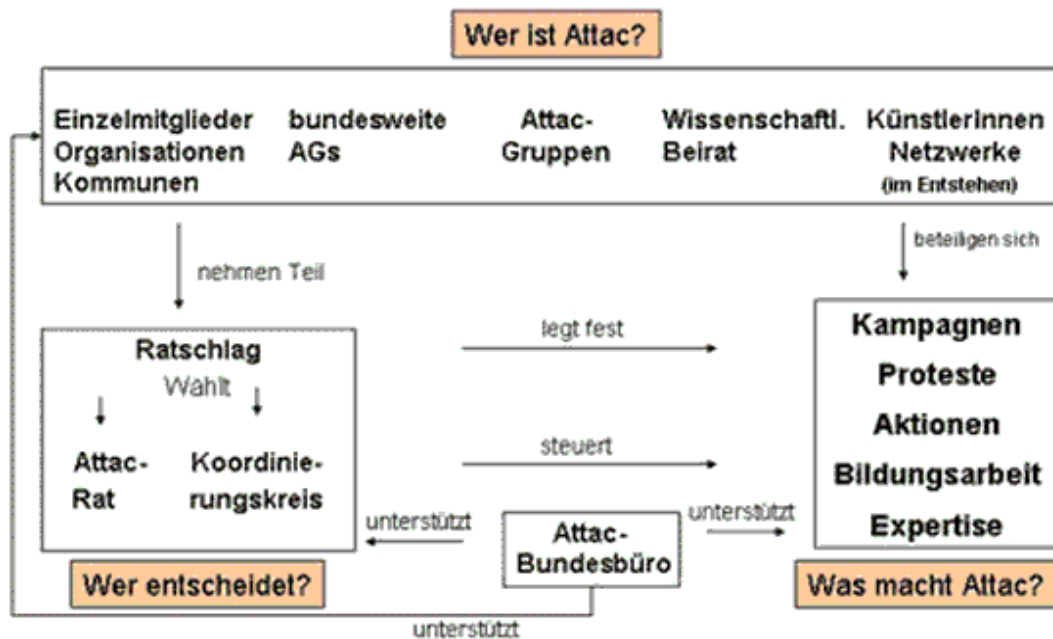 Wer ist Attac?
Einzelmitglieder bundesweite Attac- Wissenschaftl. KünstlerInnen
Organisationen AGs Gruppen Beirat Netzwerke
Kommunen (im Entstehen)
beteiligen sich
nehmen Teil
Kampagnen
legt fest
Ratschlag
Proteste
Wahlt
Aktionen
steuert
Attac- Koordinie-
Rat rungskreis
Bildungsarbeit
unterstützt
unterstützt
Expertise
Attac-
Bundesbüro
Wer entscheidet?
Was macht Attac?
unterstützt